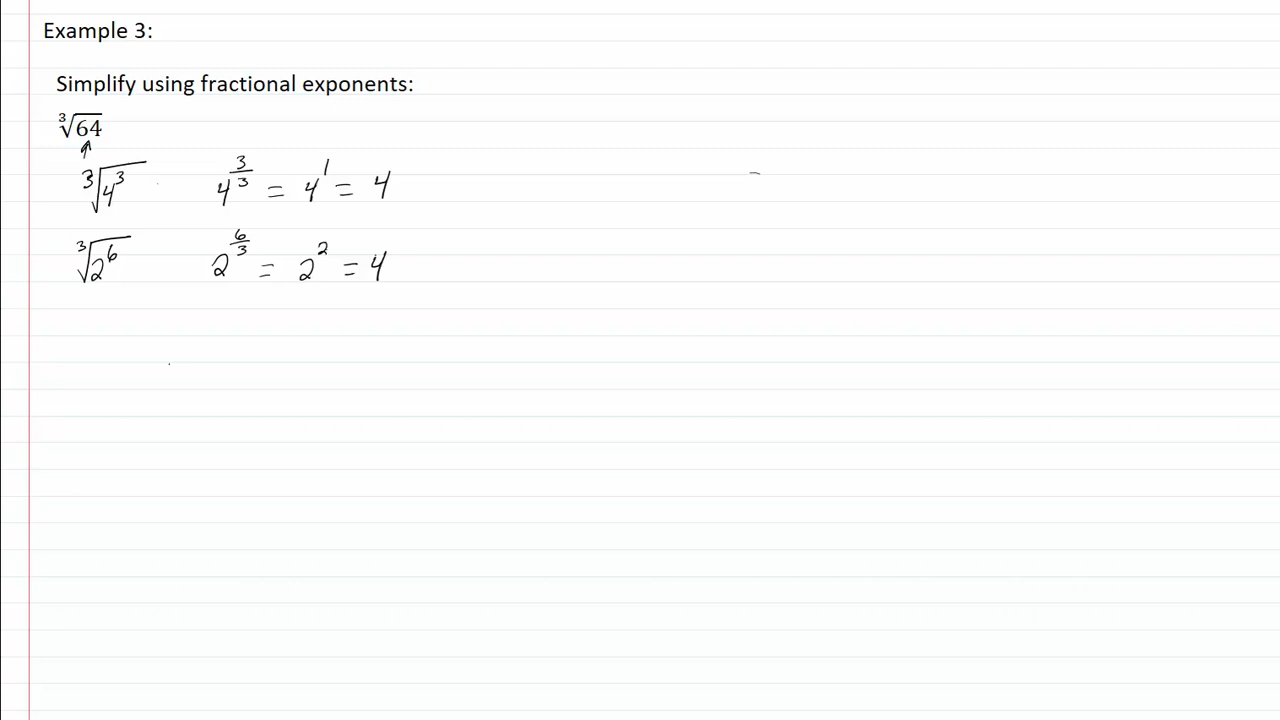 Example 3:
Simplify using fractional exponents:
∛64
∛4³ 4^(3/3) = 4¹ = 4
∛2⁶ 2^(6/3) = 2² = 4